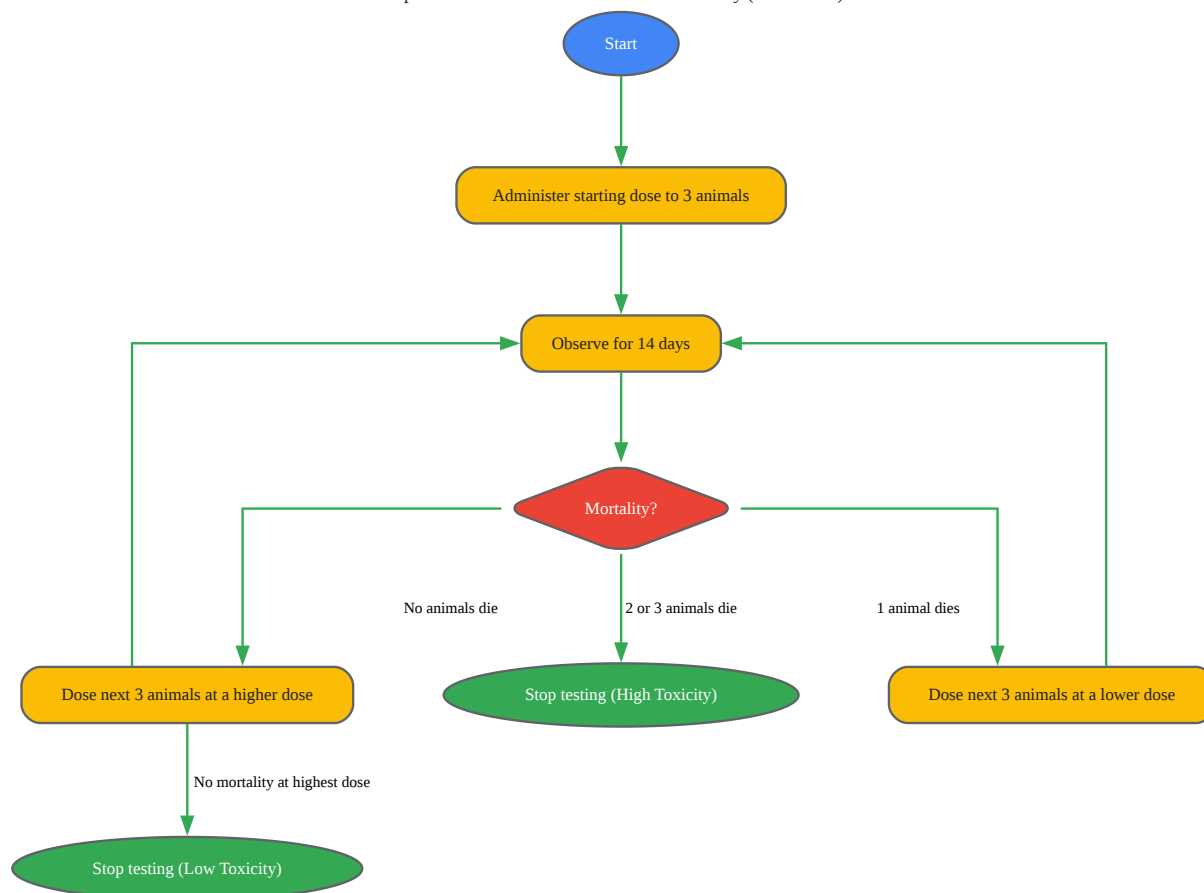 Start
Administer starting dose to 3 animals
Observe for 14 days
Mortality?
No animals die
2 or 3 animals die
1 animal dies
Dose next 3 animals at a higher dose
Stop testing (High Toxicity)
Dose next 3 animals at a lower dose
No mortality at highest dose
Stop testing (Low Toxicity)